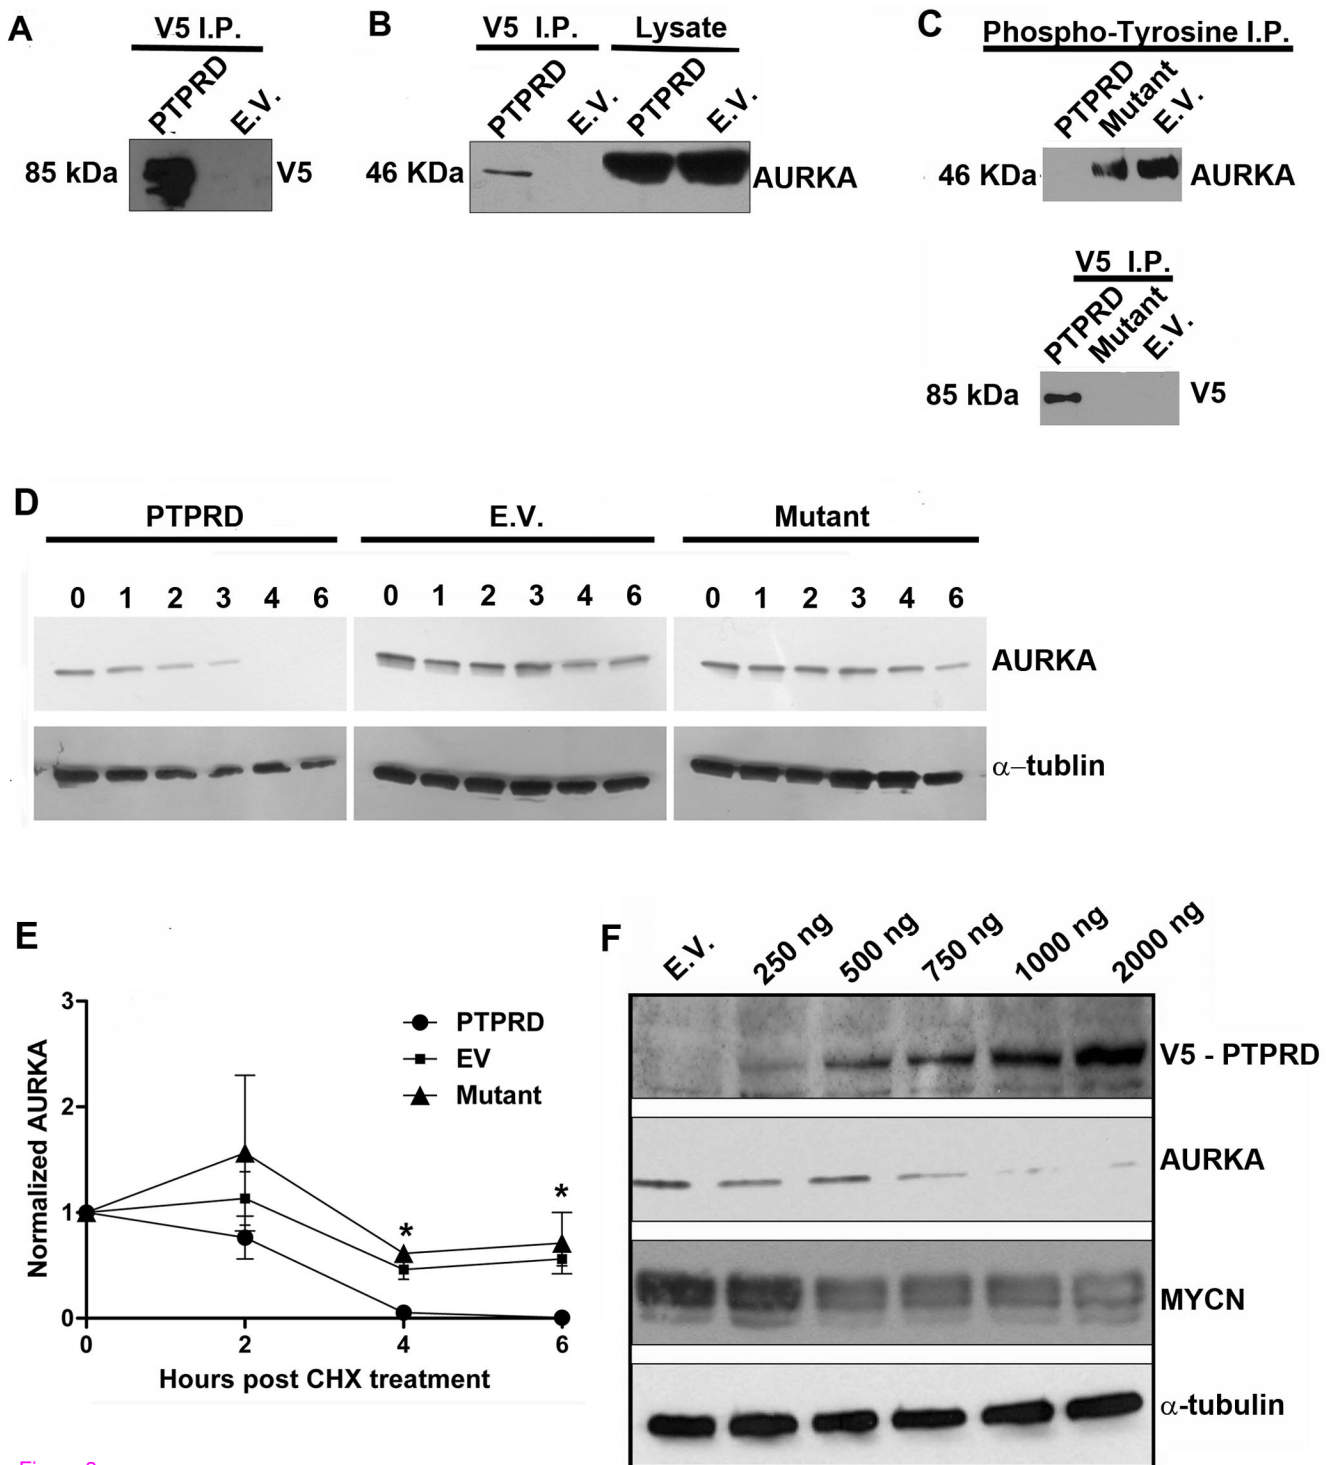 A
V5 I.P.
PTPRD
E.V.
85 kDa
V5
B
V5 I.P.
Lysate
PTPRD
E.V.
PTPRD
E.V.
46 KDa
AURKA
C
Phospho-Tyrosine I.P.
PTPRD
Mutant
E.V.
46 KDa
AURKA
V5 I.P.
PTPRD
Mutant
E.V.
85 kDa
V5
D
PTPRD
E.V.
Mutant
0 1 2 3 4 6
0 1 2 3 4 6
0 1 2 3 4 6
AURKA
α–tublin
E
Normalized AURKA
3
2
1
0
0 2 4 6
Hours post CHX treatment
PTPRD
EV
Mutant
*
*
F
E.V.
250 ng
500 ng
750 ng
1000 ng
2000 ng
V5 - PTPRD
AURKA
MYCN
α-tubulin